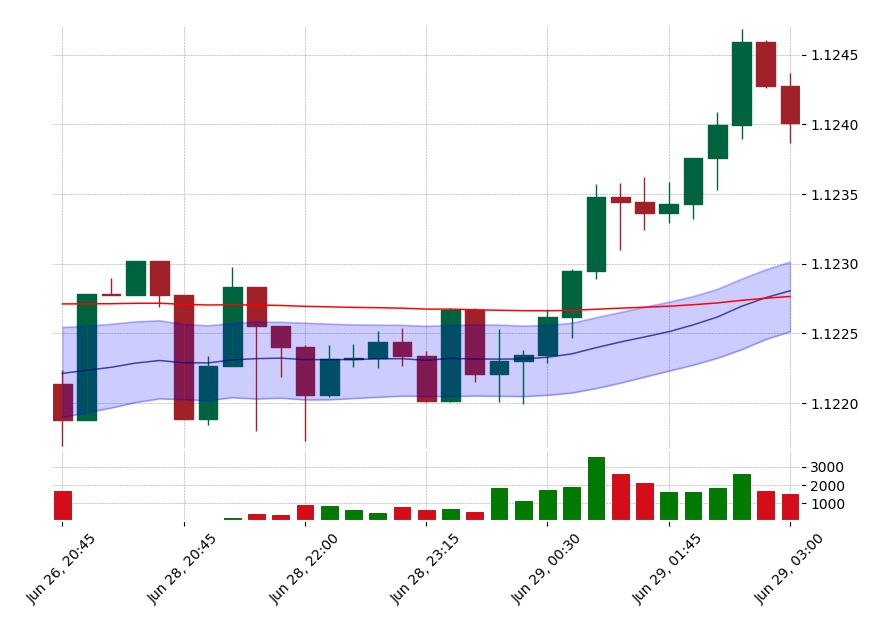 1.1245
1.1240
1.1235
1.1230
1.1225
1.1220
3000
2000
1000
Jun 26, 20:45
Jun 28, 20:45
Jun 28, 22:00
Jun 28, 23:15
Jun 29, 00:30
Jun 29, 01:45
Jun 29, 03:00